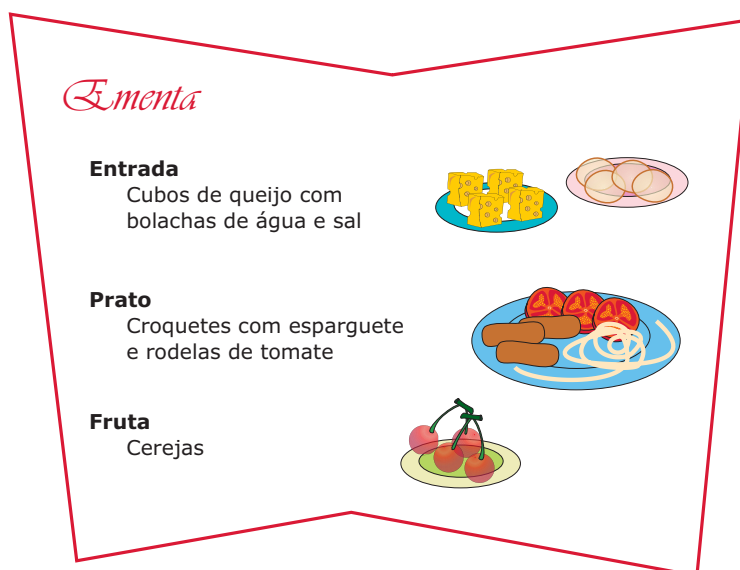 Ementa
Entrada
Cubos de queijo com
bolachas de água e sal
Prato
Croquetes com esparguete
e rodelas de tomate
Fruta
Cerejas